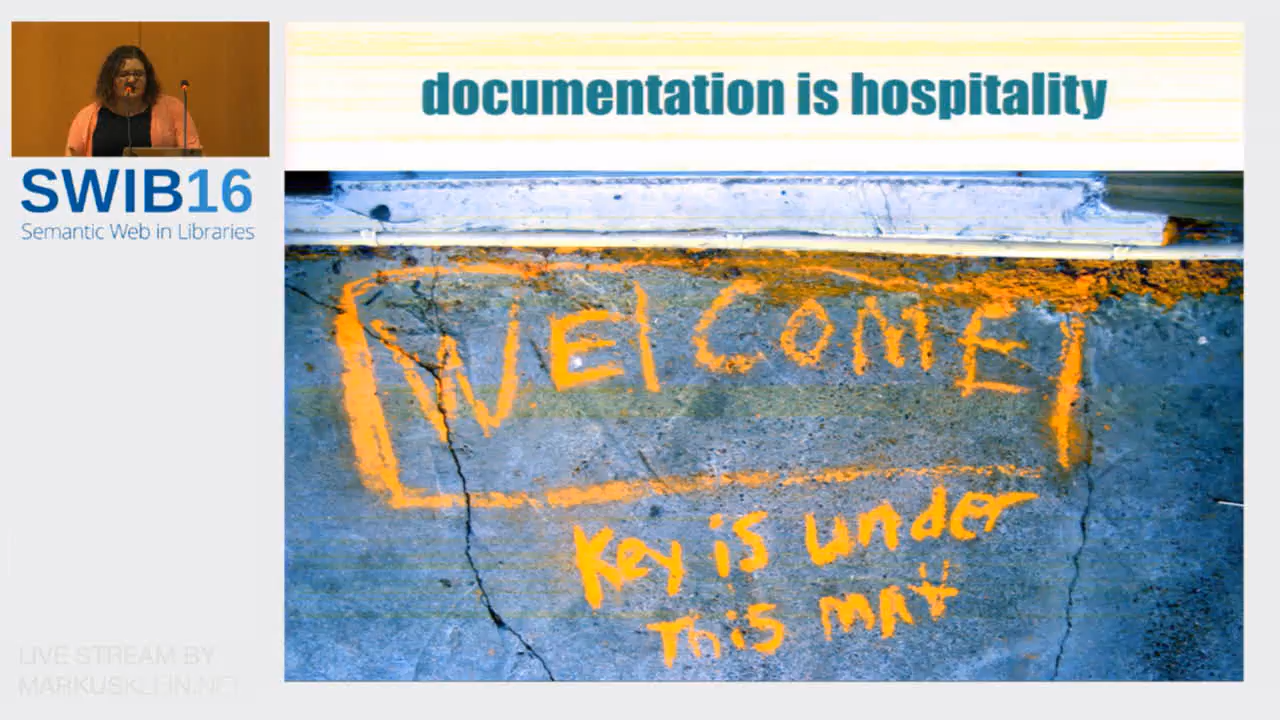 documentation is hospitality
SWIB16
Semantic Web in Libraries
WElCOME
Key is under
This MAt
LIVE STREAM BY
MARKUSKLEIN.NET